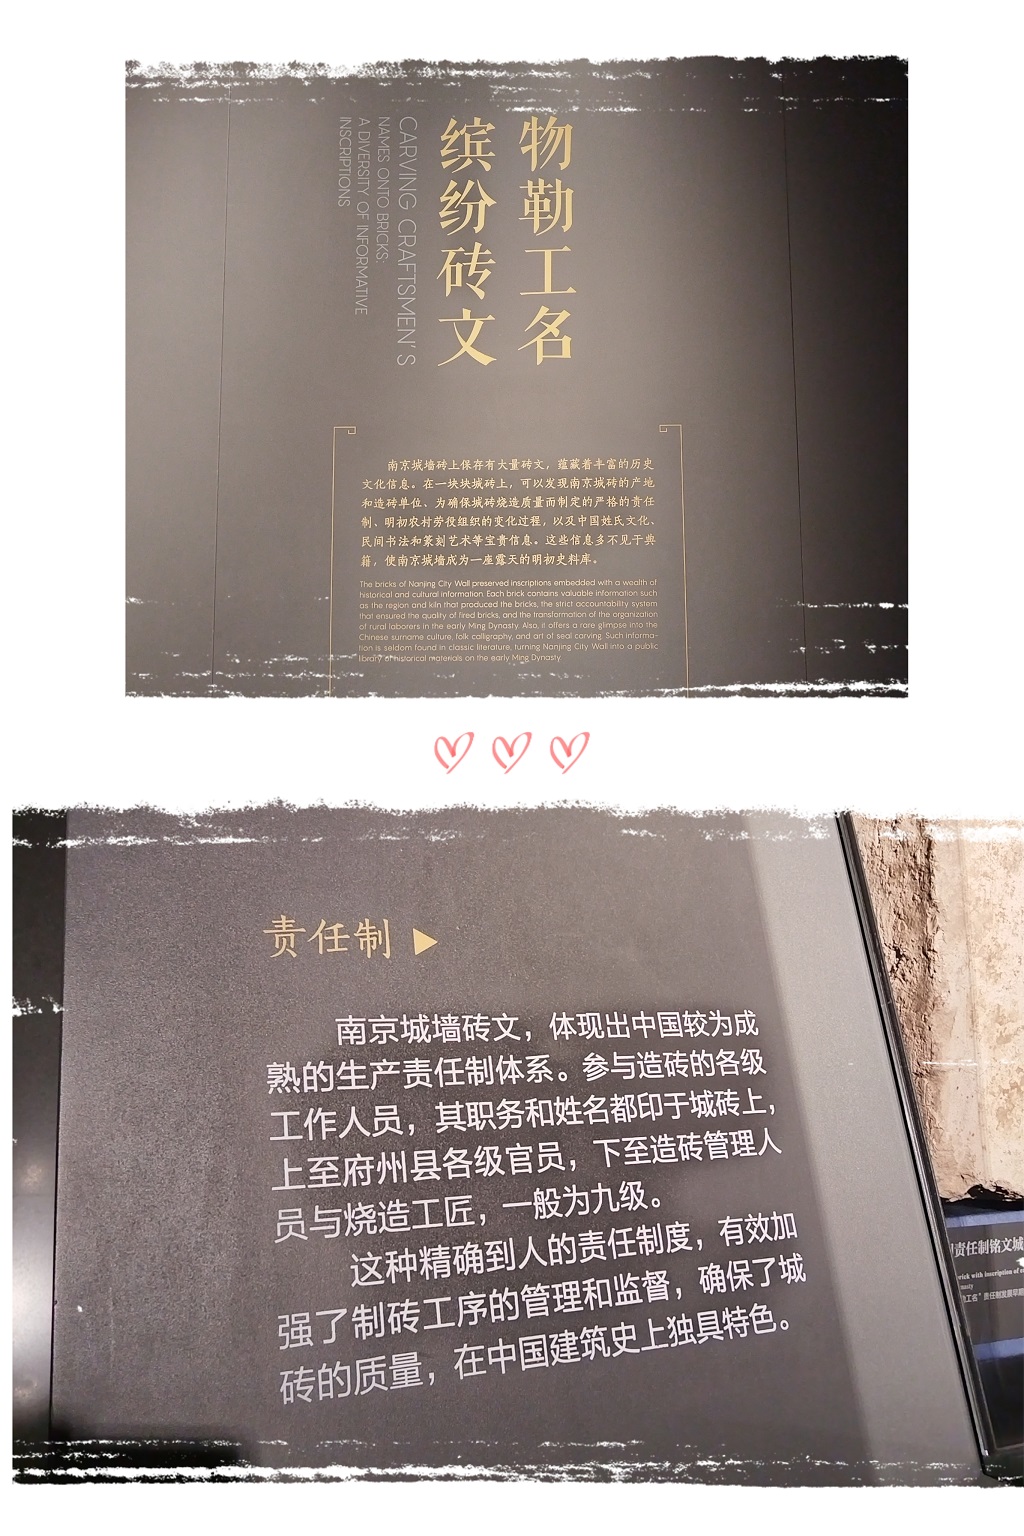 物勒工名
缤纷砖文
CARVING CRAFTSMEN'S
NAMES ONTO BRICKS:
A DIVERSITY OF INFORMATIVE
INSCRIPTIONS
南京城墙砖上保存有大量砖文，蕴藏着丰富的历史
文化信息。在一块块城砖上，可以发现南京城砖的产地
和造砖单位、为确保城砖烧造质量而制定的严格的责任
制、明初农村劳役组织的变化过程，以及中国姓氏文化、
民间书法和篆刻艺术等宝贵信息。这些信息多不见于典
籍，使南京城墙成为一座露天的明初史料库。
The bricks of Nanjing City Wall preserved inscriptions embedded with a wealth of
historical and cultural information. Each brick contains valuable information such
as the region and kiln that produced the bricks, the strict accountability system
that ensured the quality of fired bricks, and the transformation of the organization
of rural laborers in the early Ming Dynasty. Also, it offers a rare glimpse into the
Chinese surname culture, folk calligraphy, and art of seal carving. Such informa-
tion is seldom found in classic literature, turning Nanjing City Wall into a public
library of historical materials on the early Ming Dynasty.
责任制
南京城墙砖文，体现出中国较为成
熟的生产责任制体系。参与造砖的各级
工作人员，其职务和姓名都印于城砖上，
上至府州县各级官员，下至造砖管理人
员与烧造工匠，一般为九级。
这种精确到人的责任制度，有效加
强了制砖工序的管理和监督，确保了城
砖的质量，在中国建筑史上独具特色。
责任制铭文城
rick with inscription of
工名"责任制发展早期